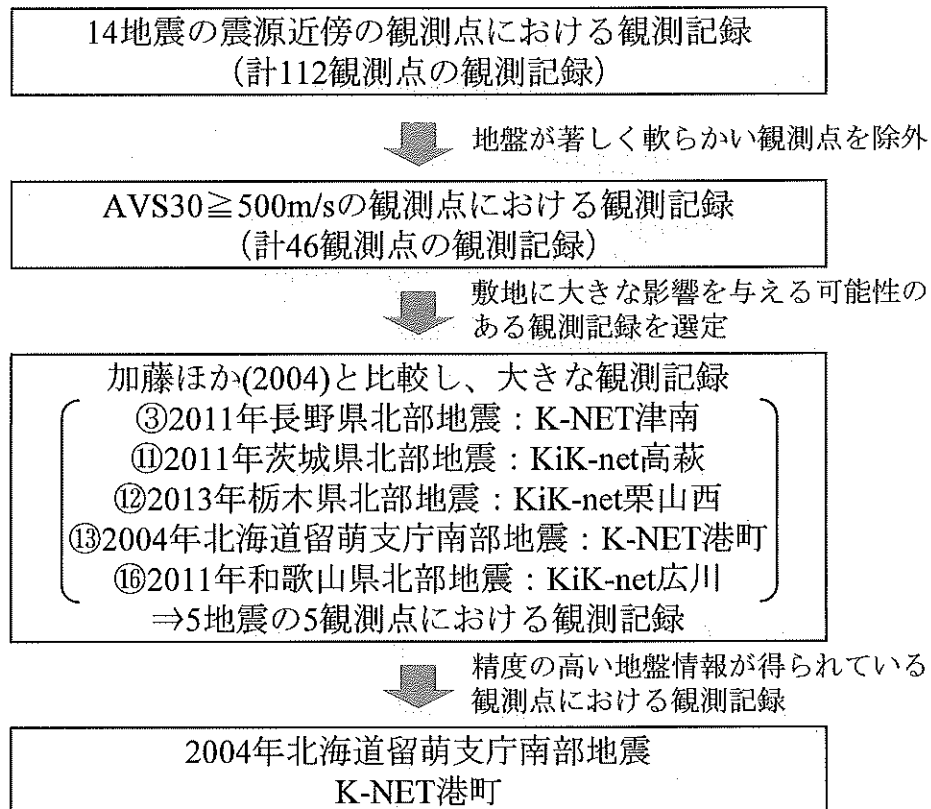 14地震の震源近傍の観測点における観測記録
（計112観測点の観測記録）
地盤が著しく軟らかい観測点を除外
AVS30≧500m/sの観測点における観測記録
（計46観測点の観測記録）
敷地に大きな影響を与える可能性の
ある観測記録を選定
加藤ほか(2004)と比較し、大きな観測記録
③2011年長野県北部地震：K-NET津南
⑪2011年茨城県北部地震：KiK-net高萩
⑫2013年栃木県北部地震：KiK-net栗山西
⑬2004年北海道留萌支庁南部地震：K-NET港町
⑯2011年和歌山県北部地震：KiK-net広川
⇒5地震の5観測点における観測記録
精度の高い地盤情報が得られている
観測点における観測記録
2004年北海道留萌支庁南部地震
K-NET港町